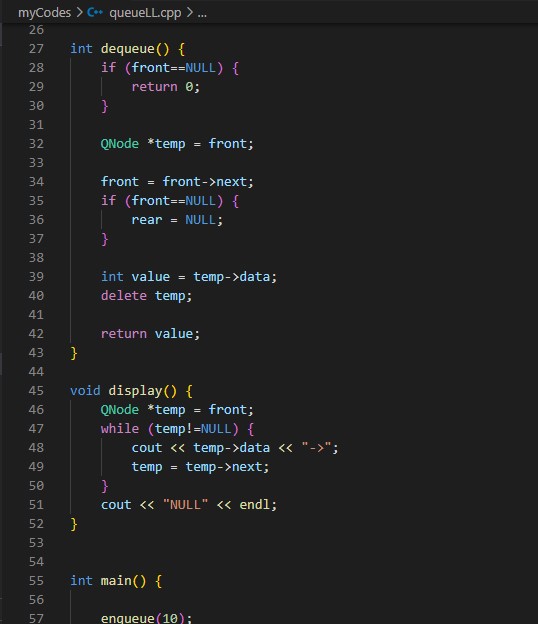 myCodes > C++ queueLL.cpp > ...
26
27 int dequeue() {
28     if (front==NULL) {
29         return 0;
30     }
31
32     QNode *temp = front;
33
34     front = front->next;
35     if (front==NULL) {
36         rear = NULL;
37     }
38
39     int value = temp->data;
40     delete temp;
41
42     return value;
43 }
44
45 void display() {
46     QNode *temp = front;
47     while (temp!=NULL) {
48         cout << temp->data << "->";
49         temp = temp->next;
50     }
51     cout << "NULL" << endl;
52 }
53
54
55 int main() {
56
57     enqueue(10);